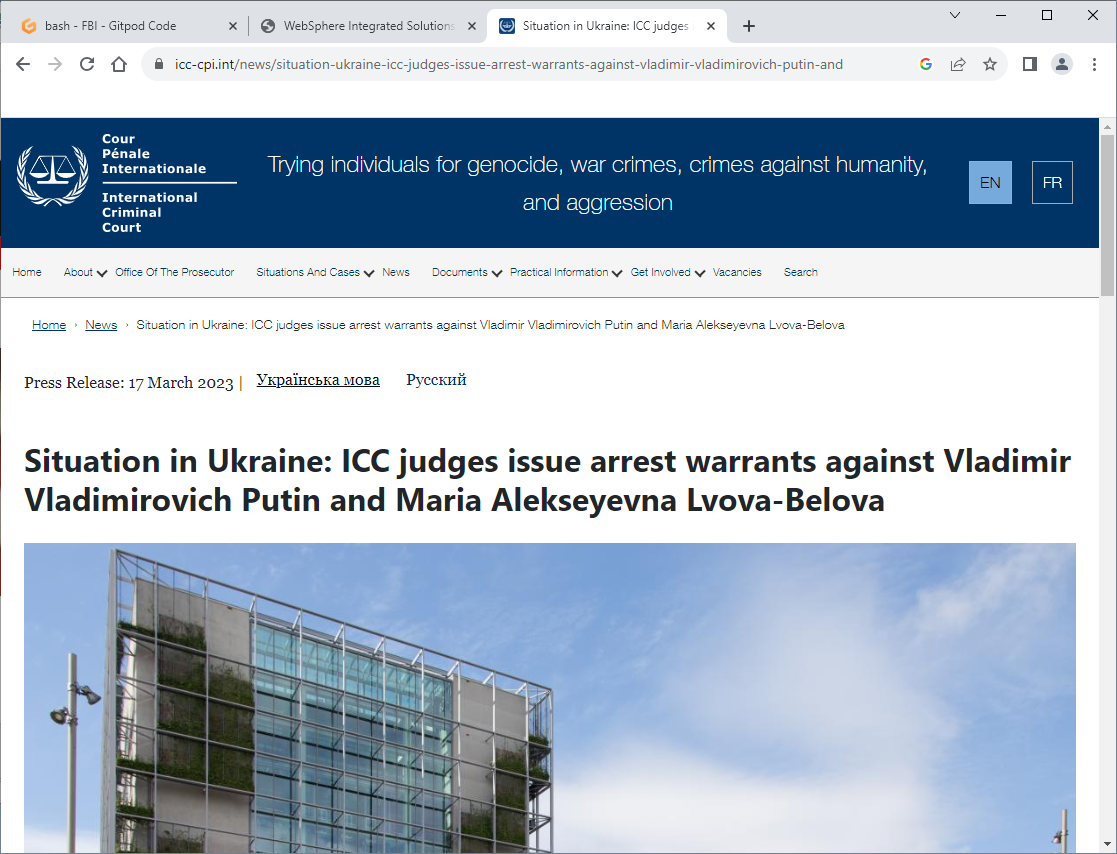 bash - FBI - Gitpod Code
WebSphere Integrated Solutions
Situation in Ukraine: ICC judges
icc-cpi.int/news/situation-ukraine-icc-judges-issue-arrest-warrants-against-vladimir-vladimirovich-putin-and
Cour
Pénale
Internationale
International
Criminal
Court
Trying individuals for genocide, war crimes, crimes against humanity,
and aggression
EN
FR
Home About Office Of The Prosecutor Situations And Cases News Documents Practical Information Get Involved Vacancies Search
Home › News › Situation in Ukraine: ICC judges issue arrest warrants against Vladimir Vladimirovich Putin and Maria Alekseyevna Lvova-Belova
Press Release: 17 March 2023 | Українська мова Русский
Situation in Ukraine: ICC judges issue arrest warrants against Vladimir
Vladimirovich Putin and Maria Alekseyevna Lvova-Belova